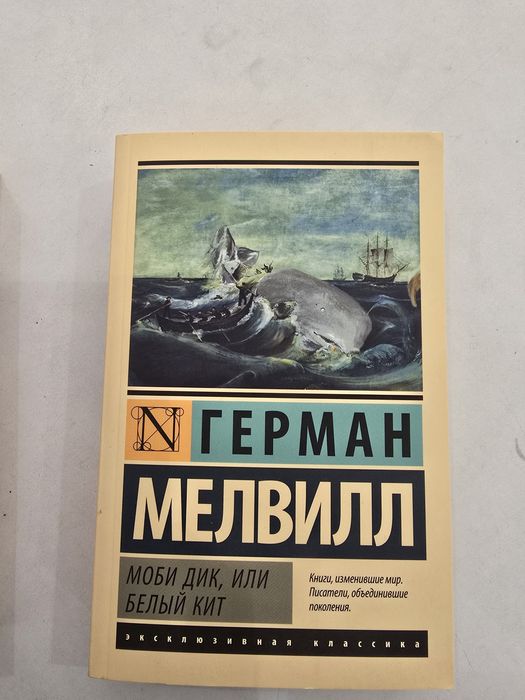 N ГЕРМАН
МЕЛВИЛЛ
МОБИ ДИК, ИЛИ
БЕЛЫЙ КИТ
Книги, изменившие мир.
Писатели, объединившие
поколения.
эксклюзивная классика